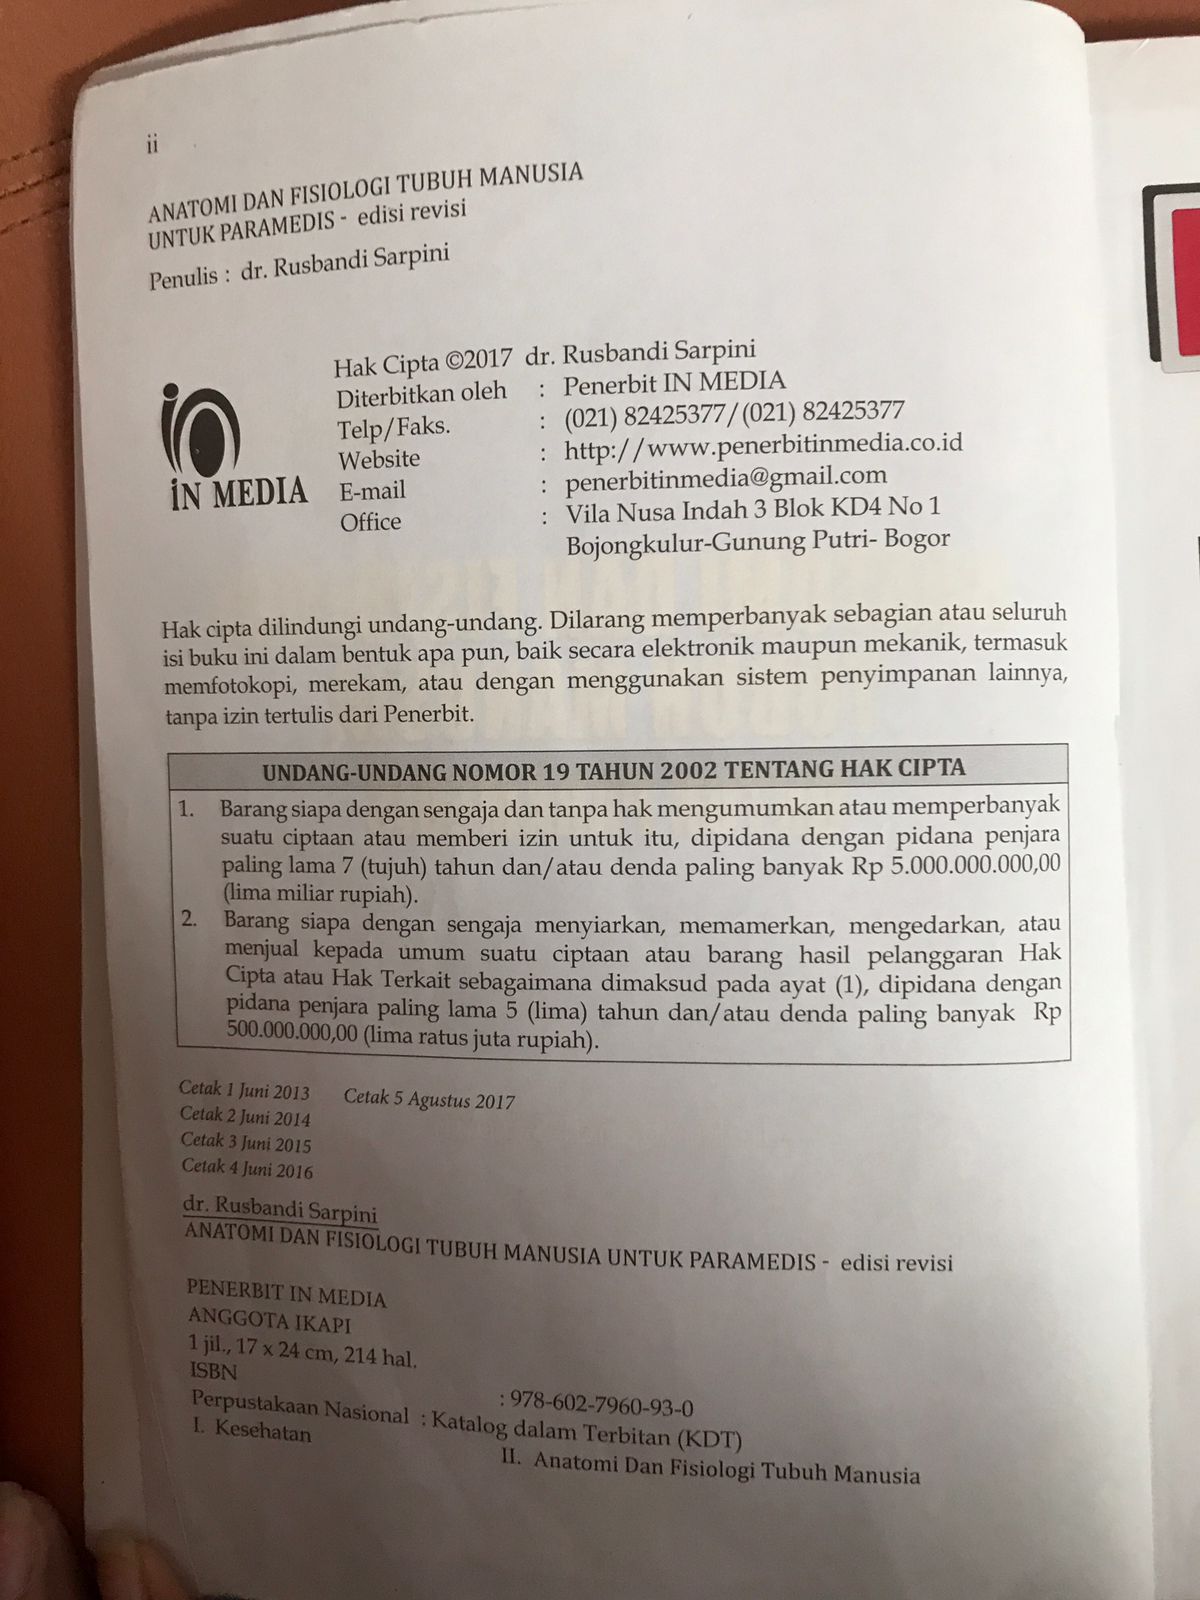 ii
ANATOMI DAN FISIOLOGI TUBUH MANUSIA
UNTUK PARAMEDIS - edisi revisi
Penulis : dr. Rusbandi Sarpini
iN MEDIA
Hak Cipta ©2017 dr. Rusbandi Sarpini
Diterbitkan oleh : Penerbit IN MEDIA
Telp/Faks. : (021) 82425377/(021) 82425377
Website : http://www.penerbitinmedia.co.id
E-mail : penerbitinmedia@gmail.com
Office : Vila Nusa Indah 3 Blok KD4 No 1
Bojongkulur-Gunung Putri- Bogor
Hak cipta dilindungi undang-undang. Dilarang memperbanyak sebagian atau seluruh
isi buku ini dalam bentuk apa pun, baik secara elektronik maupun mekanik, termasuk
memfotokopi, merekam, atau dengan menggunakan sistem penyimpanan lainnya,
tanpa izin tertulis dari Penerbit.
UNDANG-UNDANG NOMOR 19 TAHUN 2002 TENTANG HAK CIPTA
1. Barang siapa dengan sengaja dan tanpa hak mengumumkan atau memperbanyak
suatu ciptaan atau memberi izin untuk itu, dipidana dengan pidana penjara
paling lama 7 (tujuh) tahun dan/atau denda paling banyak Rp 5.000.000.000,00
(lima miliar rupiah).
2. Barang siapa dengan sengaja menyiarkan, memamerkan, mengedarkan, atau
menjual kepada umum suatu ciptaan atau barang hasil pelanggaran Hak
Cipta atau Hak Terkait sebagaimana dimaksud pada ayat (1), dipidana dengan
pidana penjara paling lama 5 (lima) tahun dan/atau denda paling banyak Rp
500.000.000,00 (lima ratus juta rupiah).
Cetak 1 Juni 2013 Cetak 5 Agustus 2017
Cetak 2 Juni 2014
Cetak 3 Juni 2015
Cetak 4 Juni 2016
dr. Rusbandi Sarpini
ANATOMI DAN FISIOLOGI TUBUH MANUSIA UNTUK PARAMEDIS - edisi revisi
PENERBIT IN MEDIA
ANGGOTA IKAPI
1 jil., 17 x 24 cm, 214 hal.
ISBN : 978-602-7960-93-0
Perpustakaan Nasional : Katalog dalam Terbitan (KDT)
I. Kesehatan II. Anatomi Dan Fisiologi Tubuh Manusia